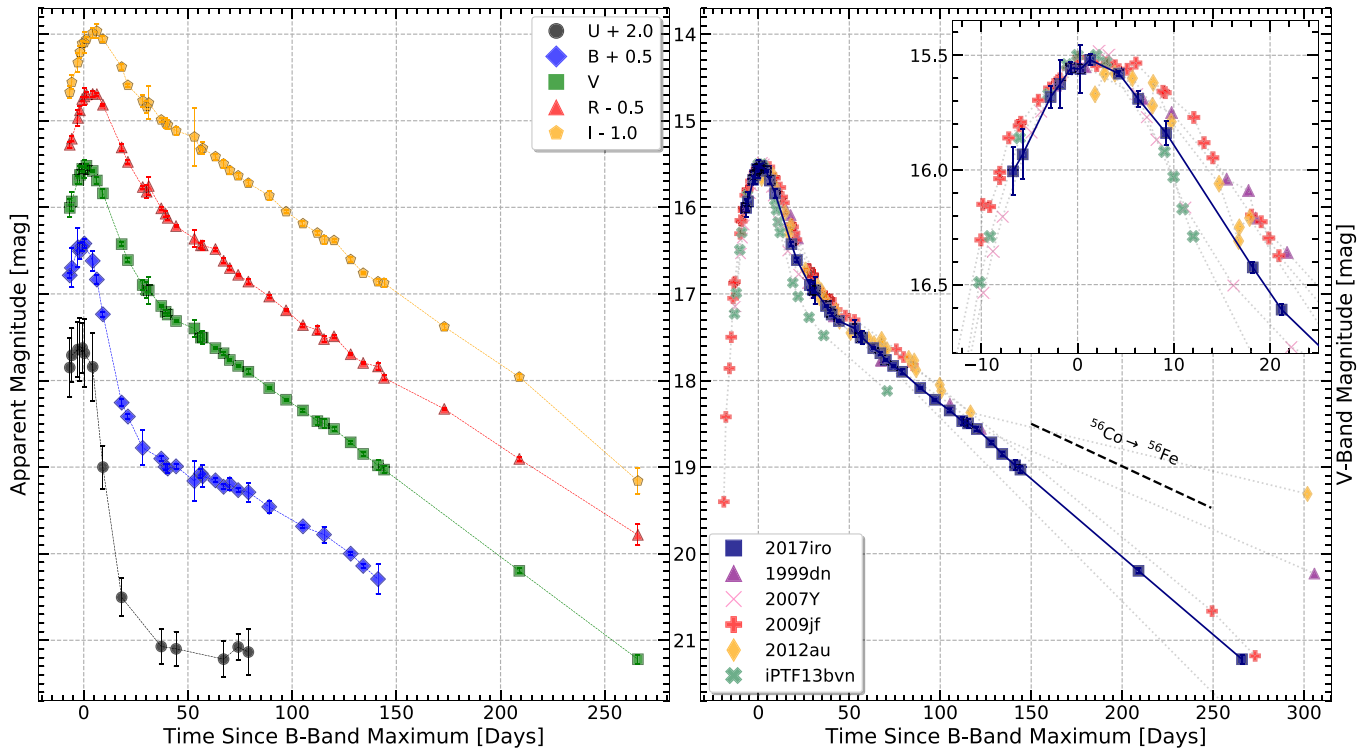 14
15
16
17
18
19
20
21
0
50
100
150
200
250
Apparent Magnitude [mag]
Time Since B-Band Maximum [Days]
U + 2.0
B + 0.5
V
R - 0.5
I - 1.0
0
50
100
150
200
250
300
Time Since B-Band Maximum [Days]
V-Band Magnitude [mag]
15.5
16.0
16.5
−10
0
10
20
⁵⁶Co → ⁵⁶Fe
2017iro
1999dn
2007Y
2009jf
2012au
iPTF13bvn